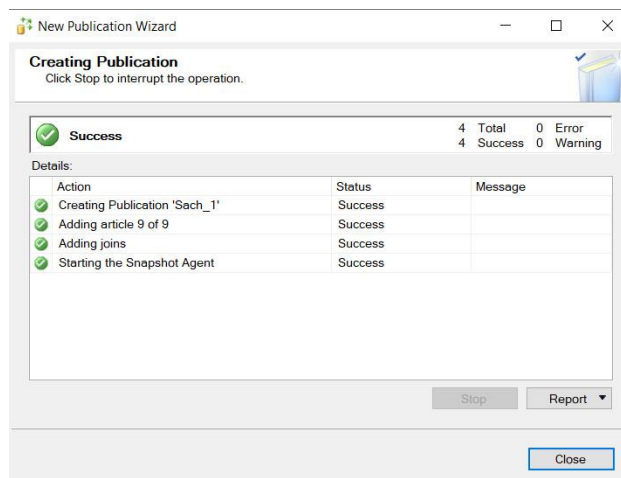 New Publication Wizard
Creating Publication
Click Stop to interrupt the operation.
Success
4 Total 0 Error
4 Success 0 Warning
Details:
Action Status Message
Creating Publication 'Sach_1' Success
Adding article 9 of 9 Success
Adding joins Success
Starting the Snapshot Agent Success
Stop Report
Close